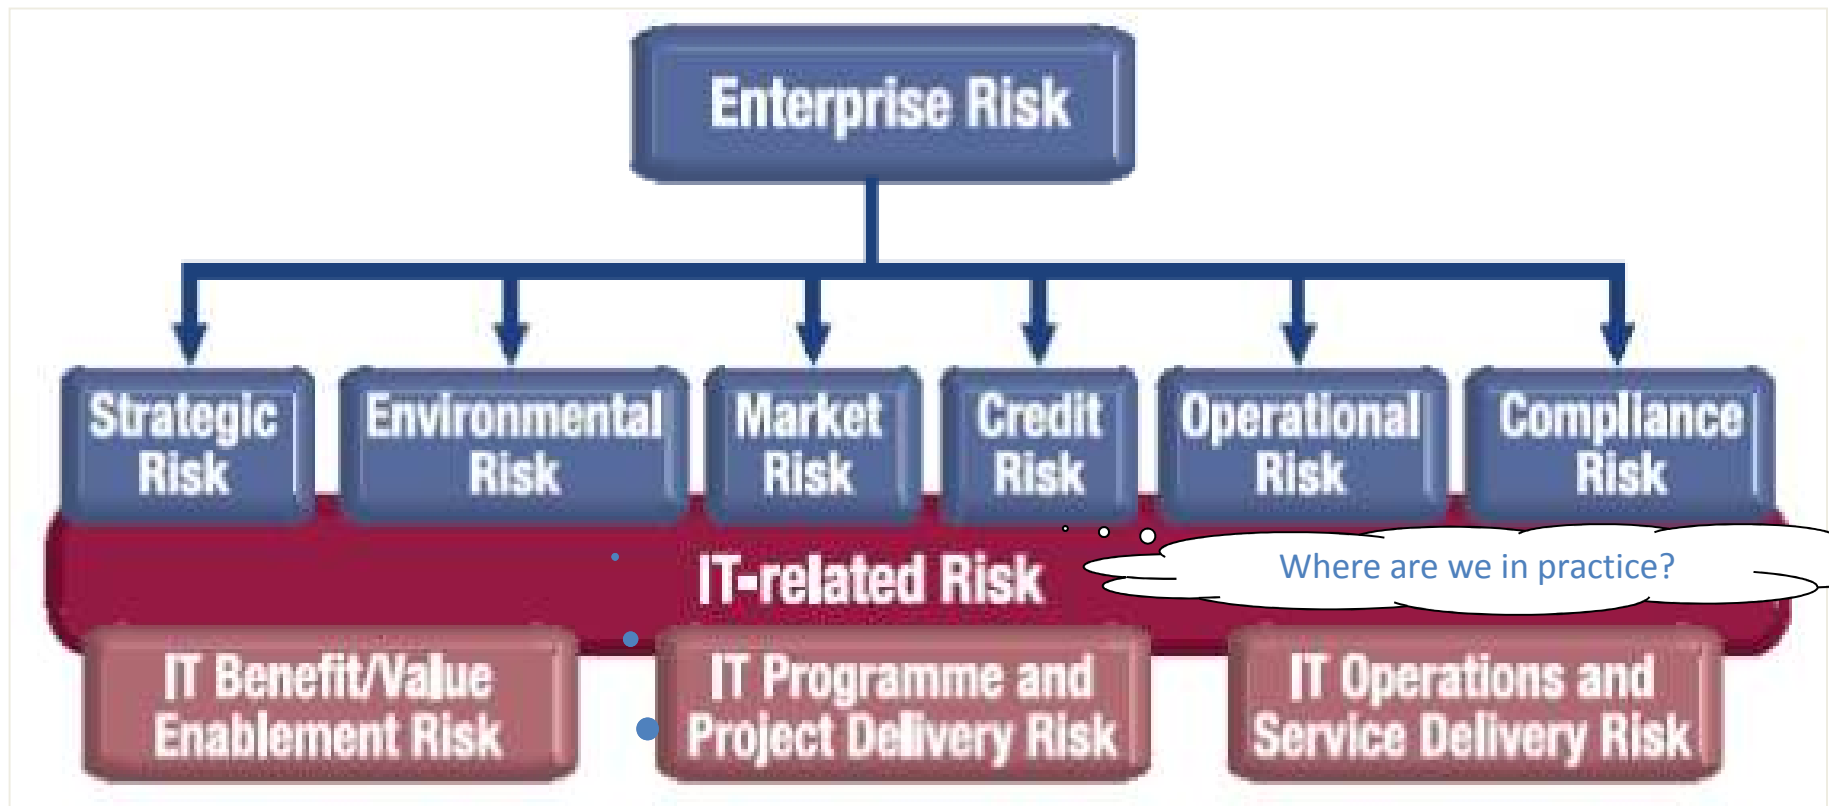 Enterprise Risk
Strategic
Risk
Environmental
Risk
Market
Risk
Credit
Risk
Operational
Risk
Compliance
Risk
IT-related Risk
Where are we in practice?
IT Benefit/Value
Enablement Risk
IT Programme and
Project Delivery Risk
IT Operations and
Service Delivery Risk